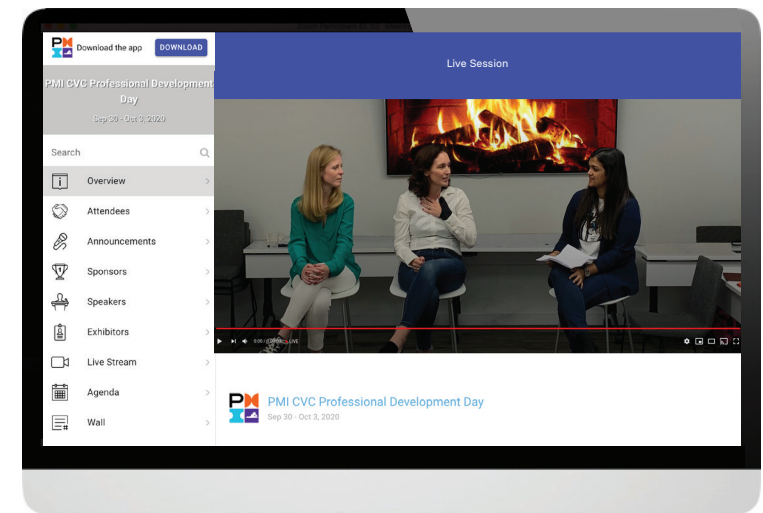 Download the app
DOWNLOAD
PMI CVC Professional Development
Day
Sep 30 - Oct 3, 2020
Search
Overview
Attendees
Announcements
Sponsors
Speakers
Exhibitors
Live Stream
Agenda
Wall
Live Session
LIVE
PMI CVC Professional Development Day
Sep 30 - Oct 3, 2020